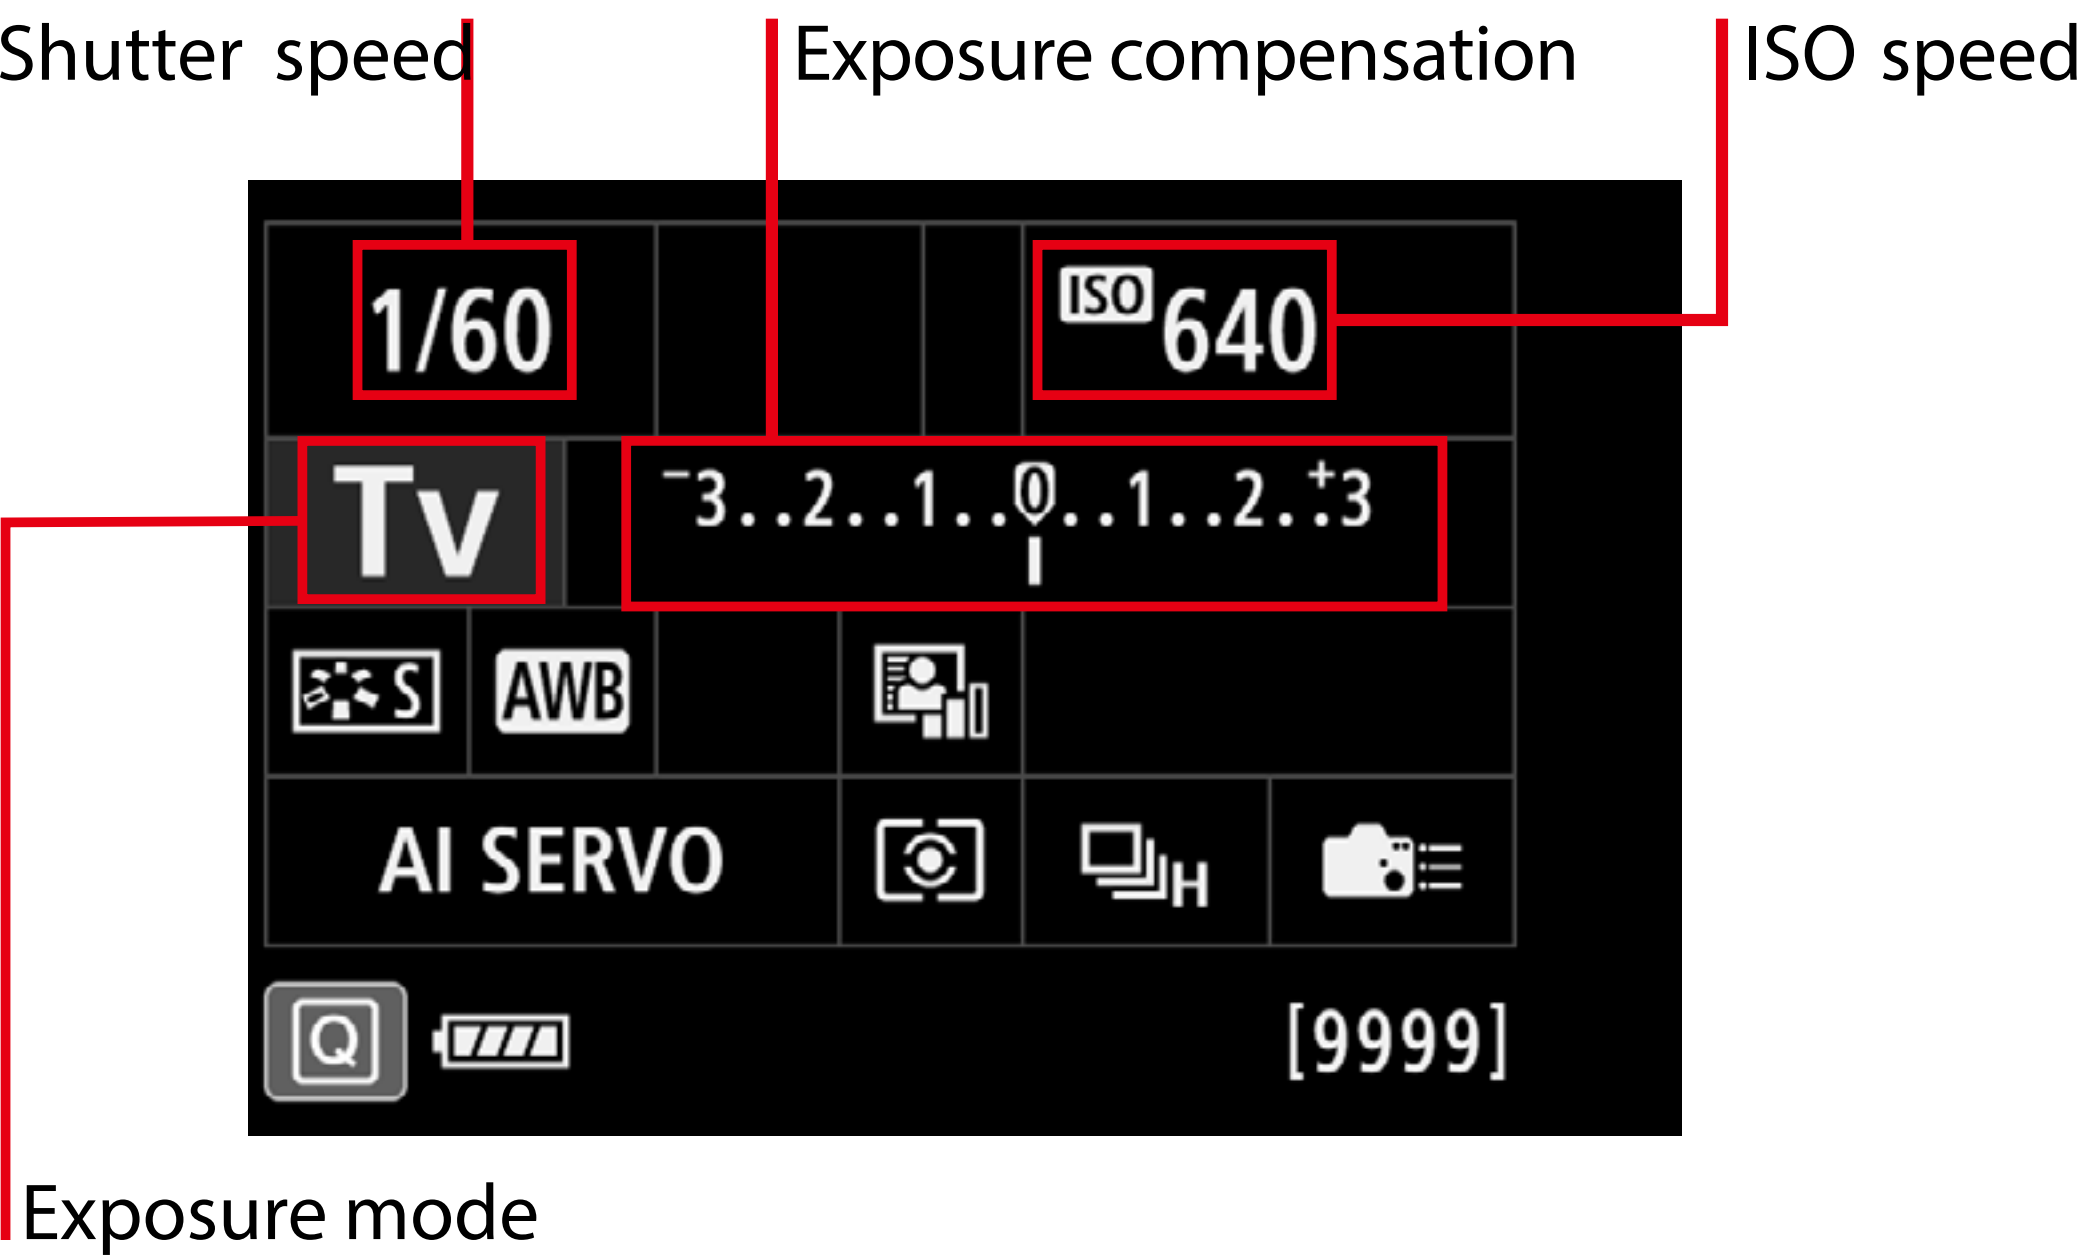 Shutter speed
Exposure compensation
ISO speed
1/60
ISO 640
Tv
-3..2..1..0..1..2..+3
S
AWB
AI SERVO
H
Q
[9999]
Exposure mode